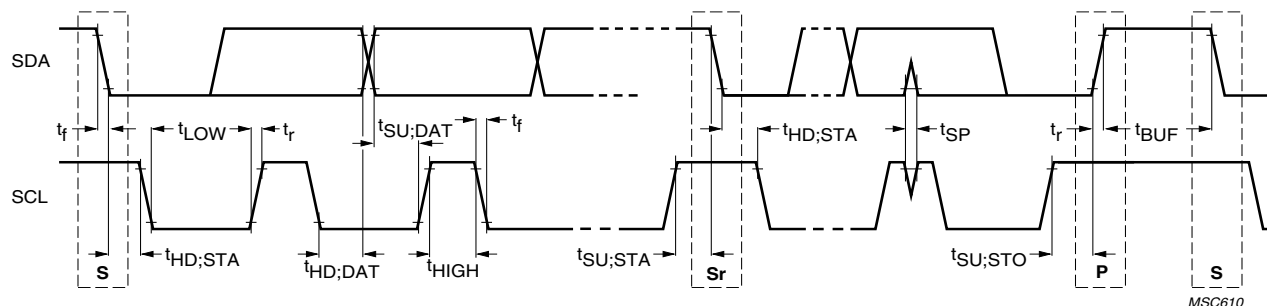 SDA
t_f t_LOW t_r t_SU;DAT t_f t_HD;STA t_SP t_r t_BUF
SCL
S t_HD;STA t_HD;DAT t_HIGH t_SU;STA Sr t_SU;STO P S
MSC610